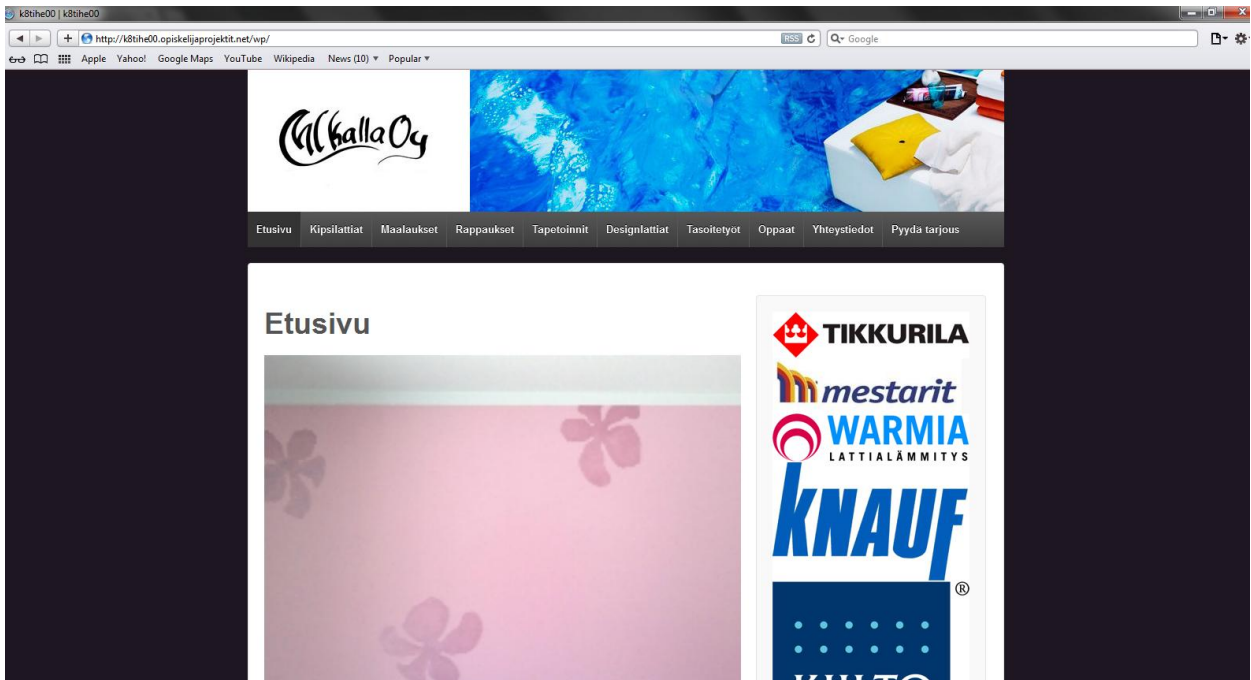 k8tihe00 | k8tihe00
http://k8tihe00.opiskelijaprojektit.net/wp/ RSS Google
Apple Yahoo! Google Maps YouTube Wikipedia News (10) Popular
Oy
Etusivu Kipsilattiat Maalaukset Rappaukset Tapetoinnit Designlattiat Tasoitetyöt Oppaat Yhteystiedot Pyydä tarjous
Etusivu
TIKKURILA
mestarit
WARMIA
LATTIALÄMMITYS
KNAUF
®